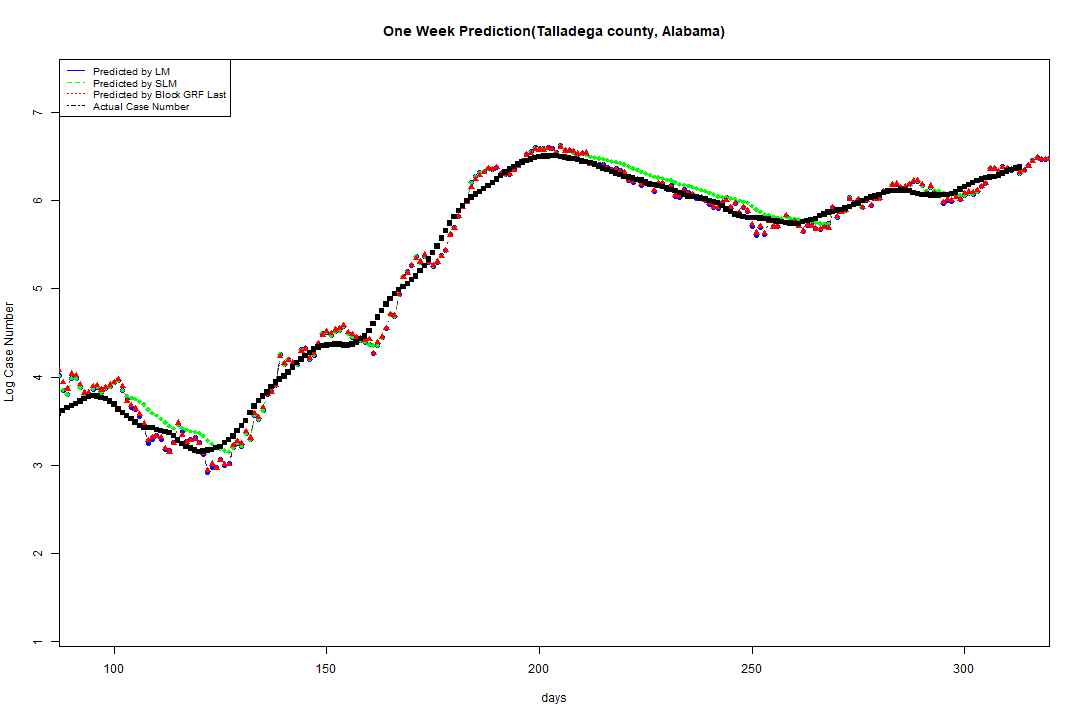 One Week Prediction(Talladega county, Alabama)
Predicted by LM
Predicted by SLM
Predicted by Block GRF Last
Actual Case Number
7
6
5
4
3
2
1
Log Case Number
100
150
200
250
300
days